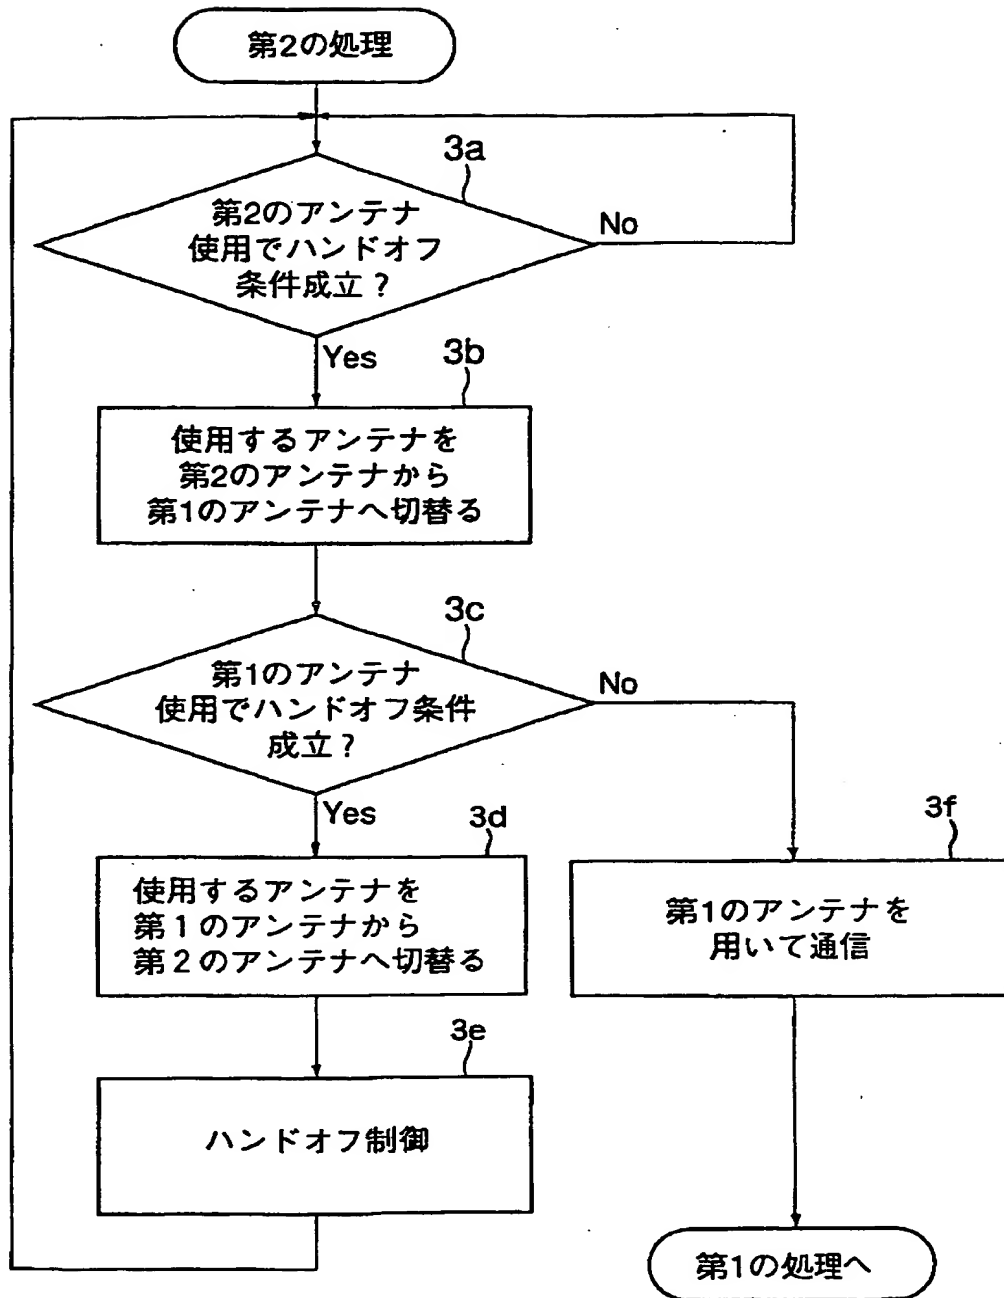 第2の処理
3a
第2のアンテナ
使用でハンドオフ
条件成立？
No
Yes
3b
使用するアンテナを
第2のアンテナから
第1のアンテナへ切替る
3c
第1のアンテナ
使用でハンドオフ条件
成立？
No
Yes
3d
使用するアンテナを
第１のアンテナから
第２のアンテナへ切替る
3f
第1のアンテナを
用いて通信
3e
ハンドオフ制御
第1の処理へ